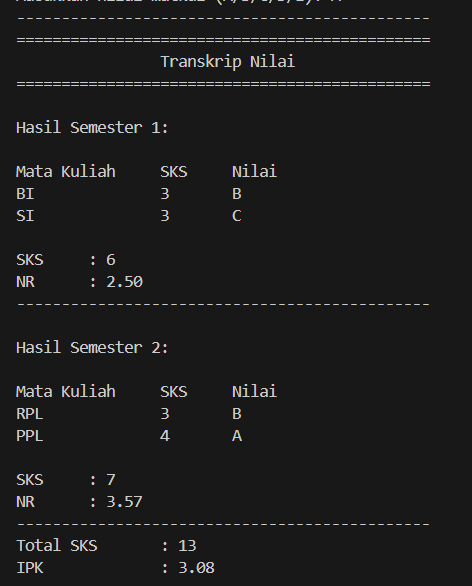 ----------------------------------------------
==============================================
Transkrip Nilai
==============================================
Hasil Semester 1:
Mata Kuliah SKS Nilai
BI 3 B
SI 3 C
SKS : 6
NR : 2.50
----------------------------------------------
Hasil Semester 2:
Mata Kuliah SKS Nilai
RPL 3 B
PPL 4 A
SKS : 7
NR : 3.57
----------------------------------------------
Total SKS : 13
IPK : 3.08